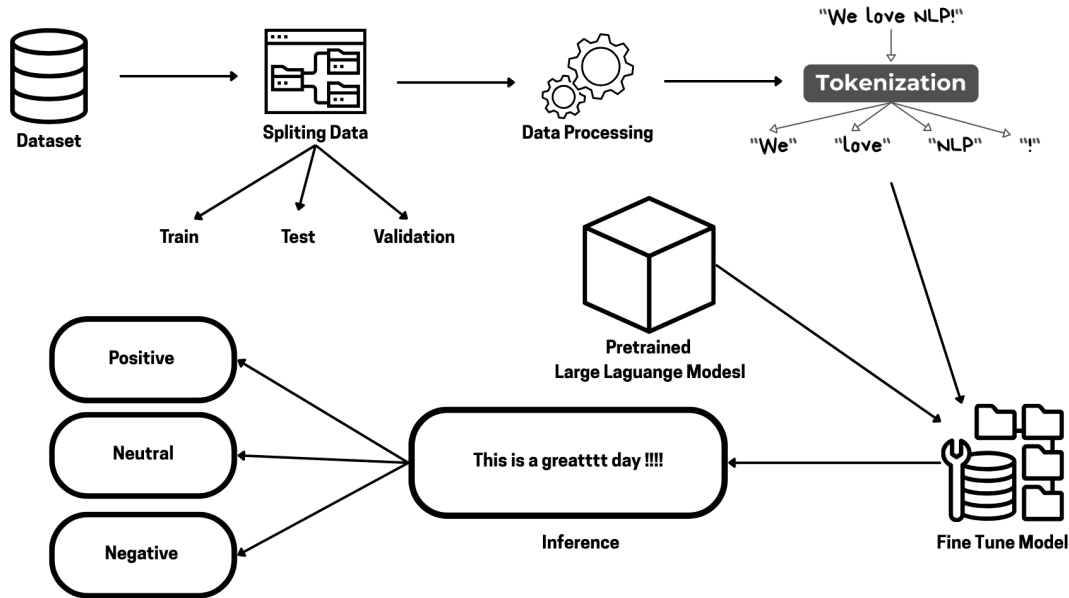 "We love NLP!"
Tokenization
Dataset
Spliting Data
Data Processing
"We" "love" "NLP" "!"
Train Test Validation
Pretrained
Large Laguange Modesl
Positive
Neutral
Negative
This is a greatttt day !!!!
Inference
Fine Tune Model